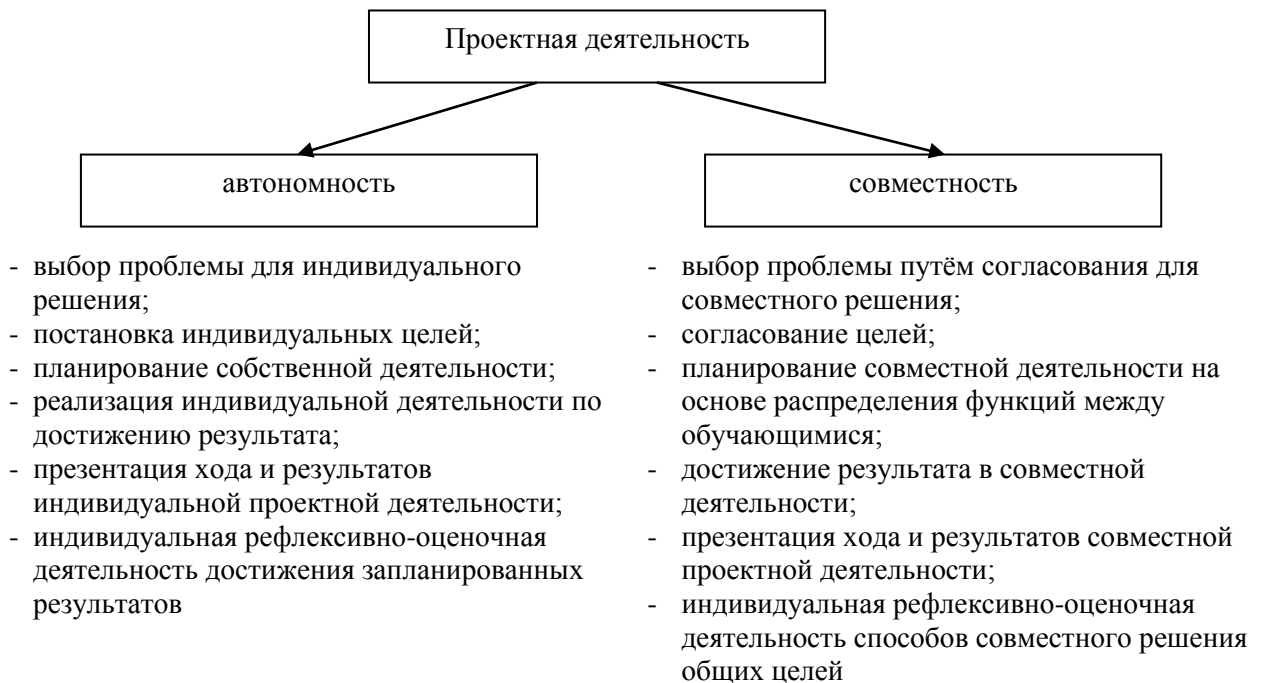 Проектная деятельность
автономность
совместность
- выбор проблемы для индивидуального
решения;
- постановка индивидуальных целей;
- планирование собственной деятельности;
- реализация индивидуальной деятельности по
достижению результата;
- презентация хода и результатов
индивидуальной проектной деятельности;
- индивидуальная рефлексивно-оценочная
деятельность достижения запланированных
результатов
- выбор проблемы путём согласования для
совместного решения;
- согласование целей;
- планирование совместной деятельности на
основе распределения функций между
обучающимися;
- достижение результата в совместной
деятельности;
- презентация хода и результатов совместной
проектной деятельности;
- индивидуальная рефлексивно-оценочная
деятельность способов совместного решения
общих целей